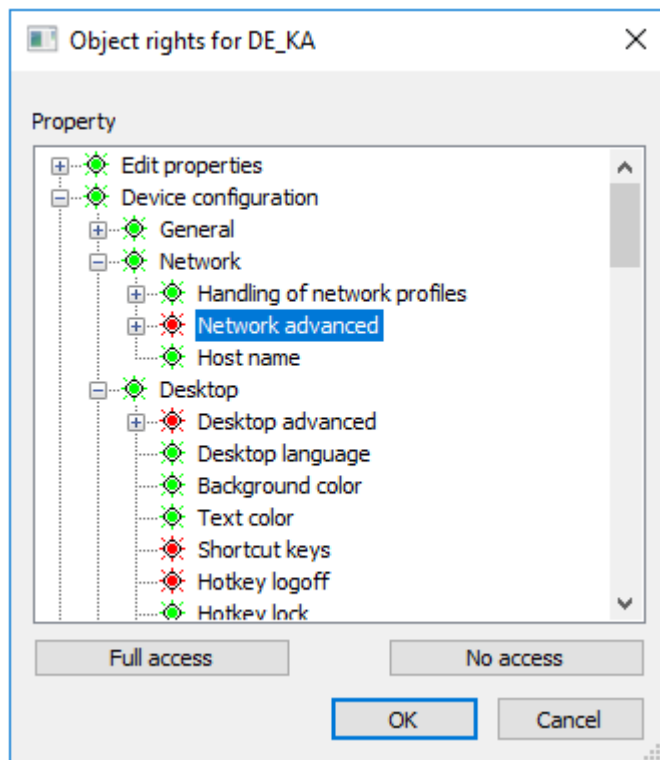 Object rights for DE_KA
Property
Edit properties
Device configuration
General
Network
Handling of network profiles
Network advanced
Host name
Desktop
Desktop advanced
Desktop language
Background color
Text color
Shortcut keys
Hotkey logoff
Hotkey lock
Full access No access
OK Cancel